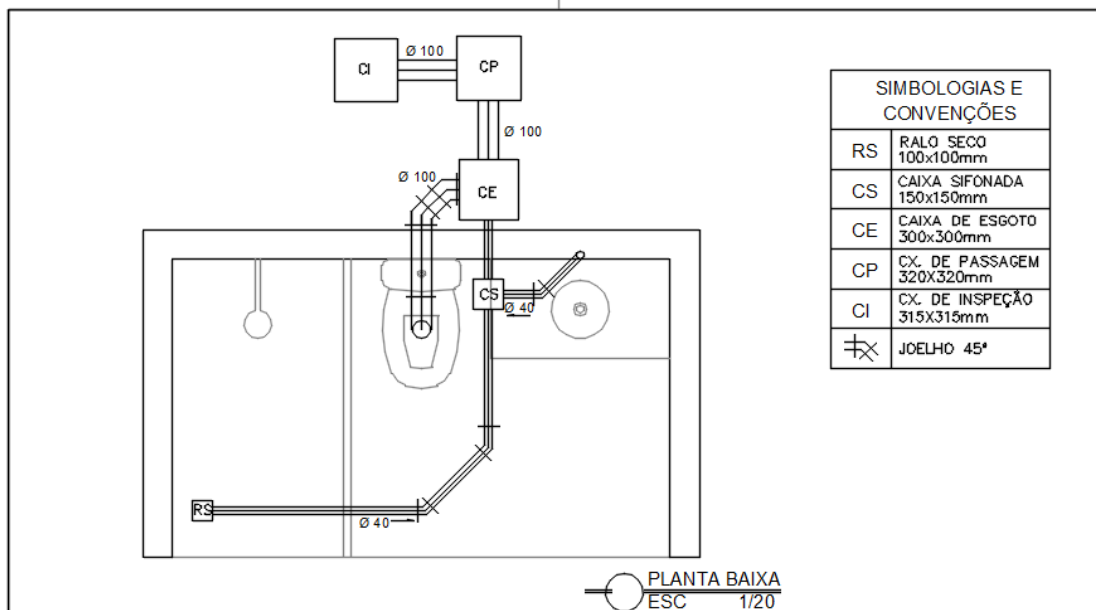 Ø 100
CI
CP
Ø 100
Ø 100
CE
CS
Ø 40
RS
Ø 40
SIMBOLOGIAS E
CONVENÇÕES
RS
RALO SECO
100x100mm
CS
CAIXA SIFONADA
150x150mm
CE
CAIXA DE ESGOTO
300x300mm
CP
CX. DE PASSAGEM
320X320mm
CI
CX. DE INSPEÇÃO
315X315mm
JOELHO 45°
PLANTA BAIXA
ESC 1/20